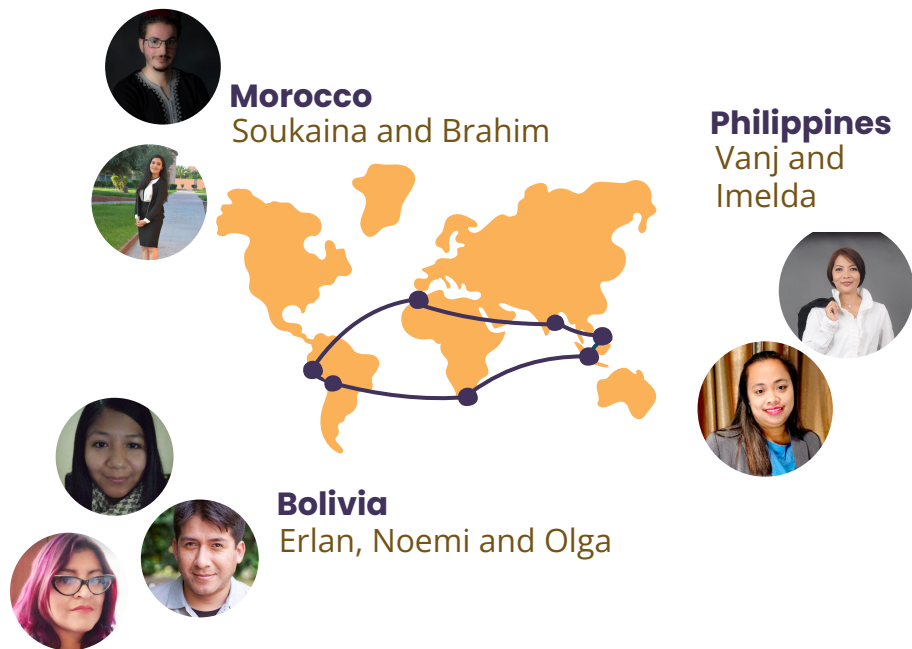 Morocco
Soukaina and Brahim
Philippines
Vanj and
Imelda
Bolivia
Erlan, Noemi and Olga